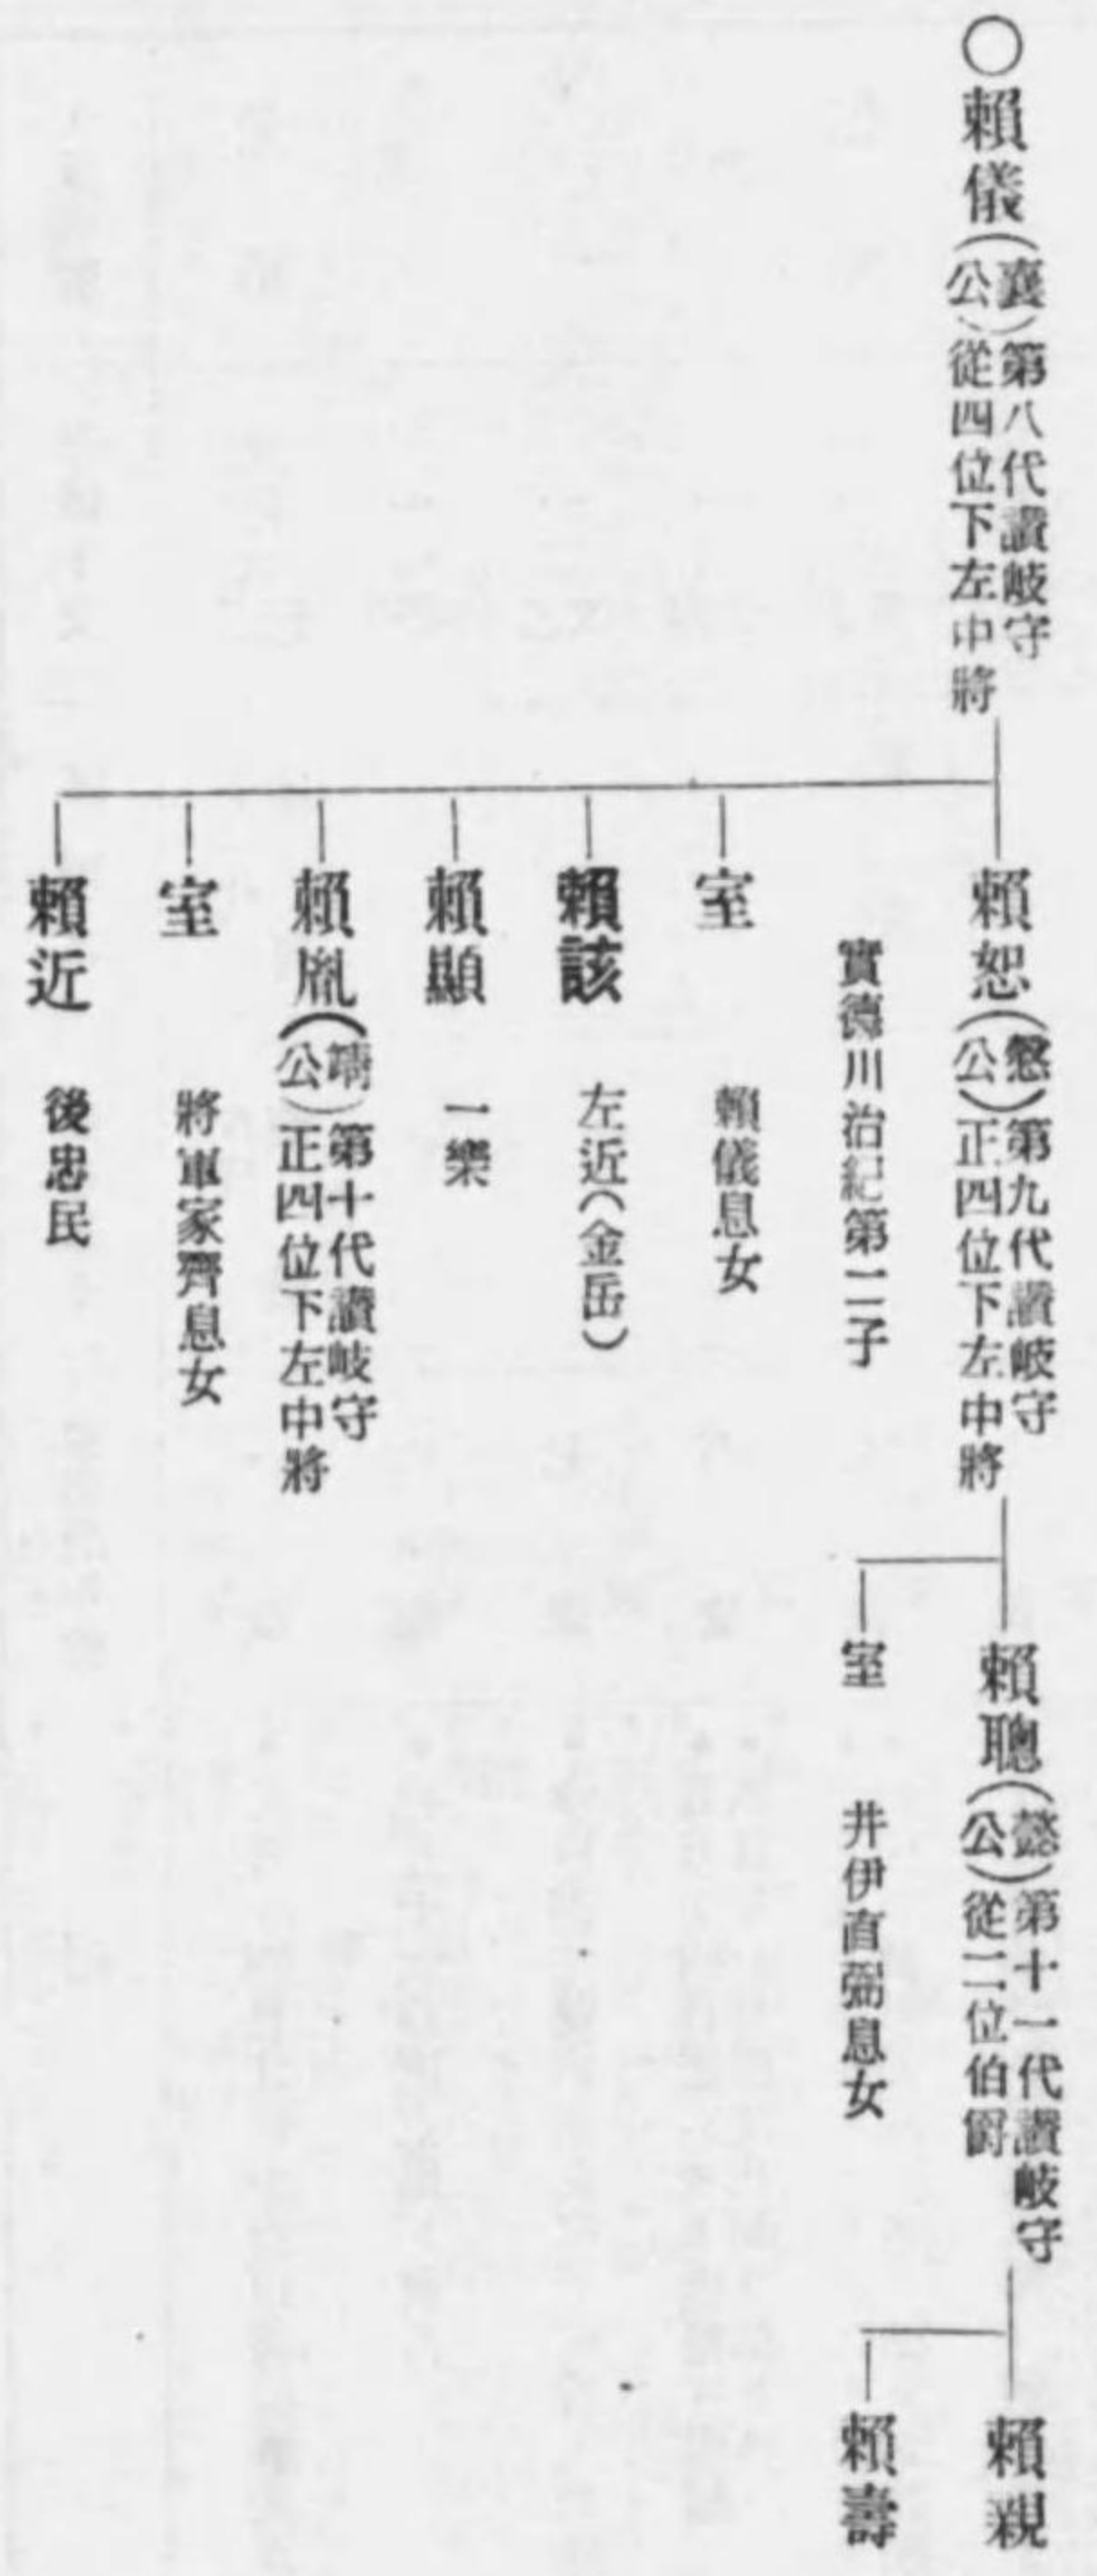 ○賴儀(襄公)第八代讃岐守
從四位下左中將
賴恕(愨公)第九代讃岐守
正四位下左中將
實德川治紀第二子
室 賴儀息女
賴該 左近(金岳)
賴顯 一樂
賴胤(靖公)第十代讃岐守
正四位下左中將
室 將軍家齊息女
賴近 後忠民
賴聰(懿公)第十一代讃岐守
從二位伯爵
室 井伊直弼息女
賴親
賴壽